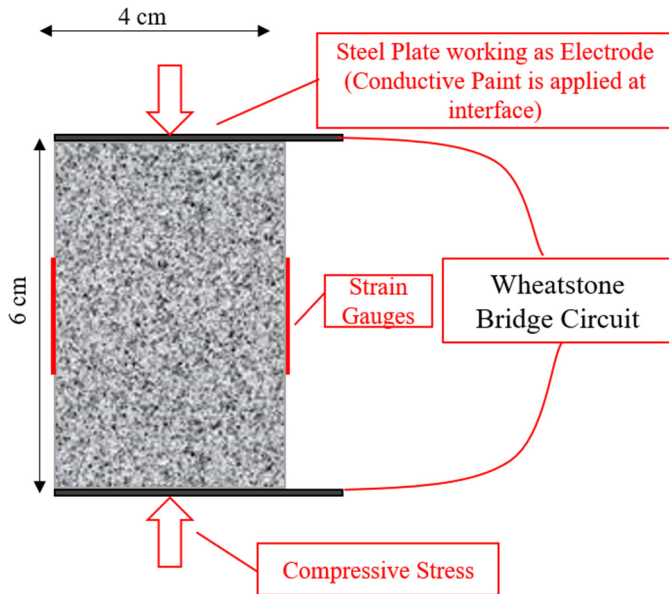 4 cm
Steel Plate working as Electrode
(Conductive Paint is applied at
interface)
6 cm
Strain
Gauges
Wheatstone
Bridge Circuit
Compressive Stress